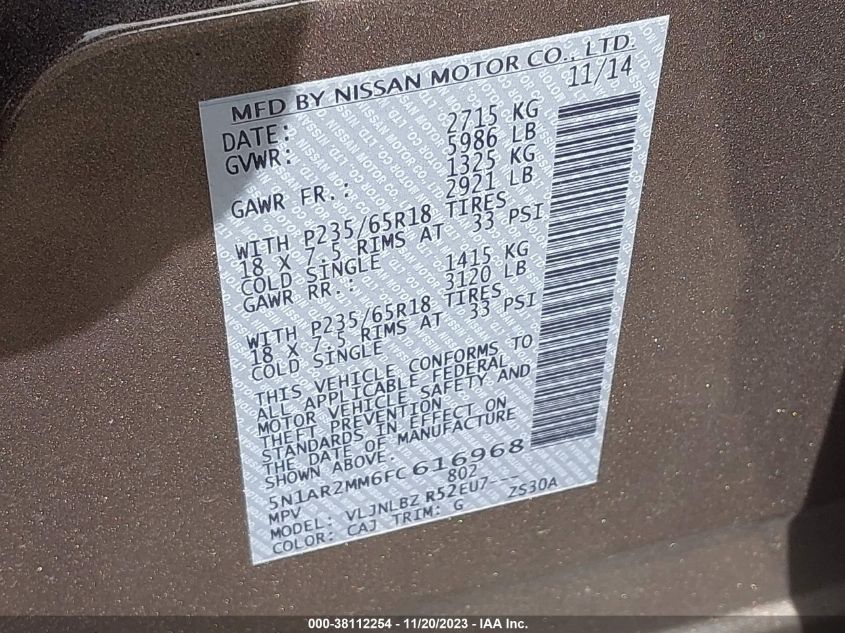 MFD BY NISSAN MOTOR CO., LTD.
DATE: 11/14
GVWR: 2715 KG
5986 LB
GAWR FR.: 1325 KG
2921 LB
WITH P235/65R18 TIRES
18 X 7.5 RIMS AT 33 PSI
COLD SINGLE
GAWR RR.: 1415 KG
3120 LB
WITH P235/65R18 TIRES
18 X 7.5 RIMS AT 33 PSI
COLD SINGLE
THIS VEHICLE CONFORMS TO
ALL APPLICABLE FEDERAL
MOTOR VEHICLE SAFETY AND
THEFT PREVENTION
STANDARDS IN EFFECT ON
THE DATE OF MANUFACTURE
SHOWN ABOVE.
5N1AR2MM6FC616968
MPV 802
MODEL: VLJNLBZ R52EU7---
COLOR: CAJ TRIM: G ZS30A
000-38112254 - 11/20/2023 - IAA Inc.